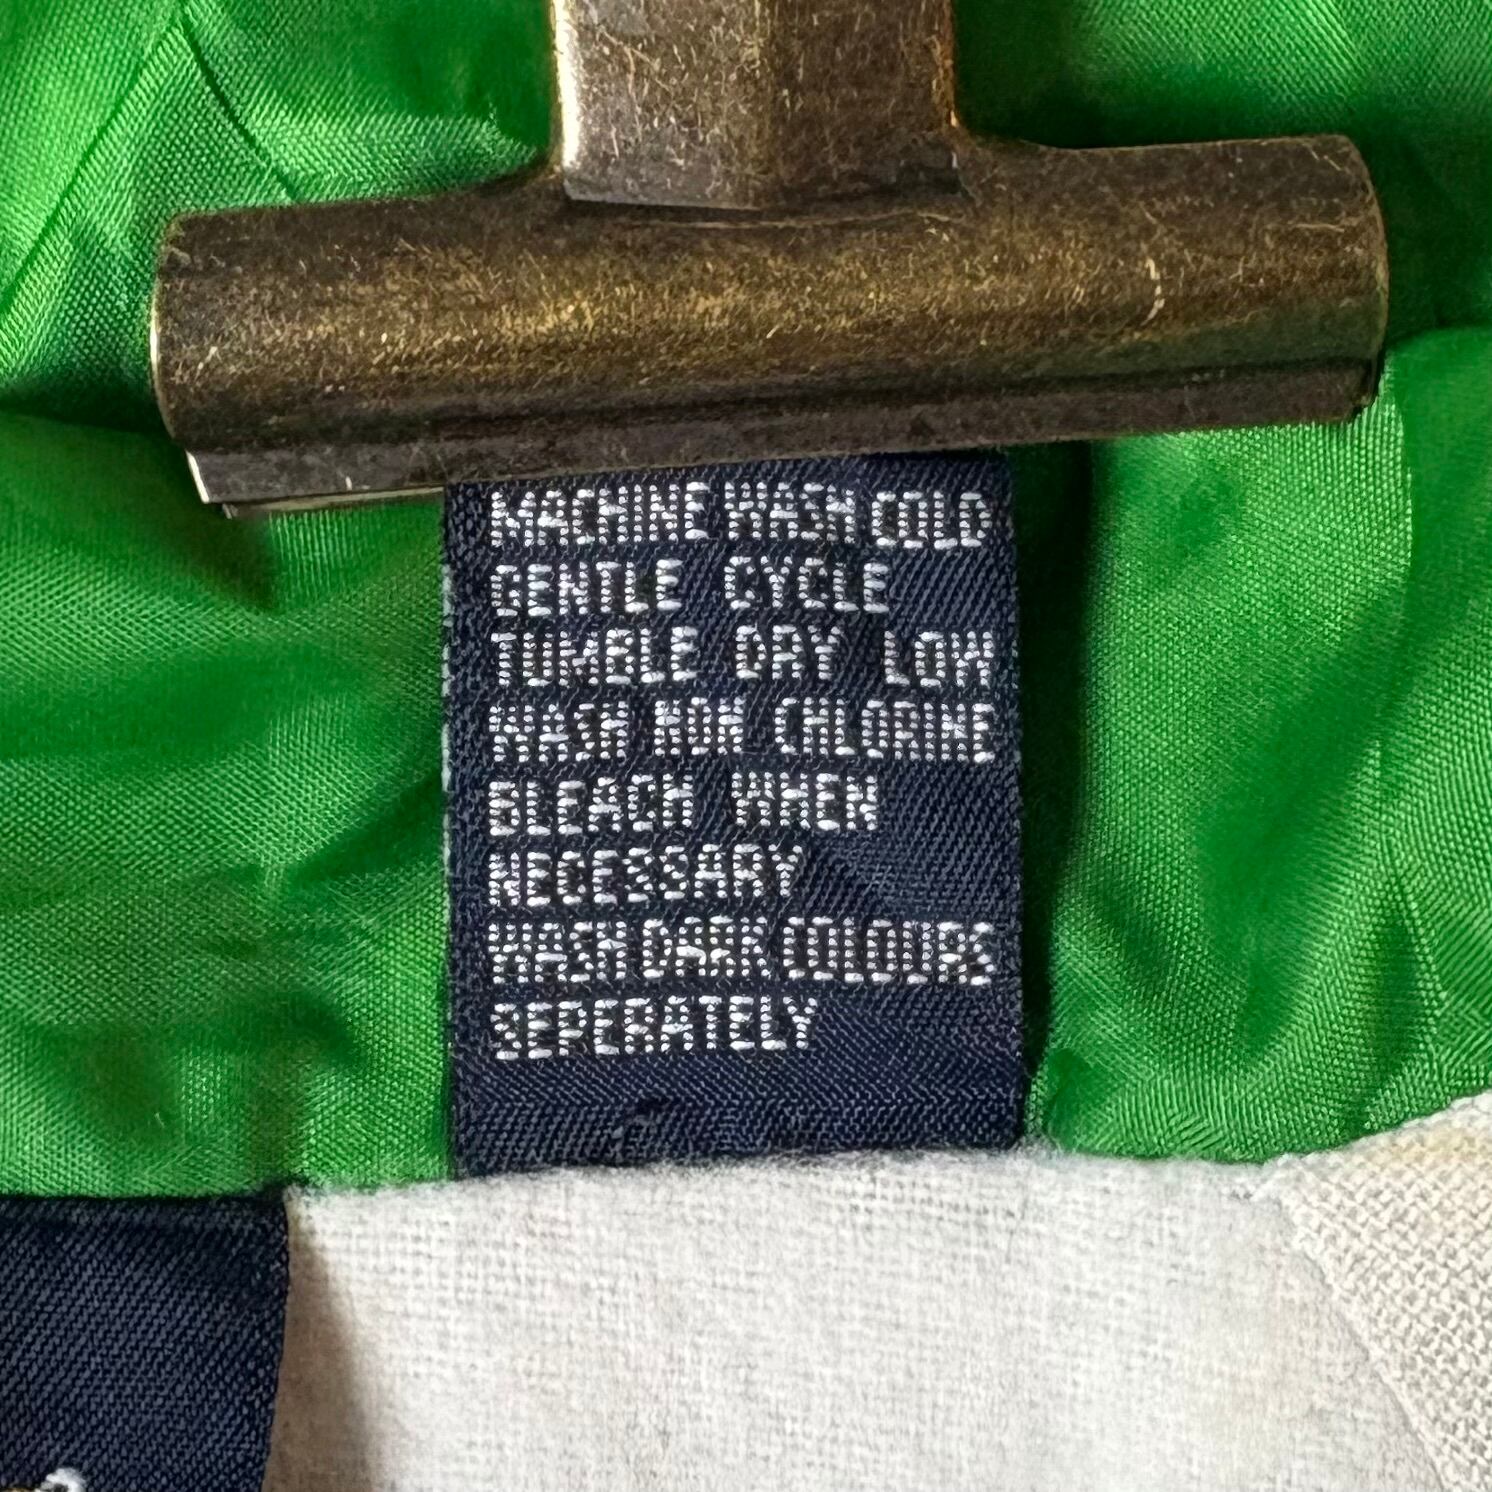 MACHINE WASH COLD
GENTLE CYCLE
TUMBLE DRY LOW
WASH NON CHLORINE
BLEACH WHEN
NECESSARY
WASH DARK COLOURS
SEPERATELY